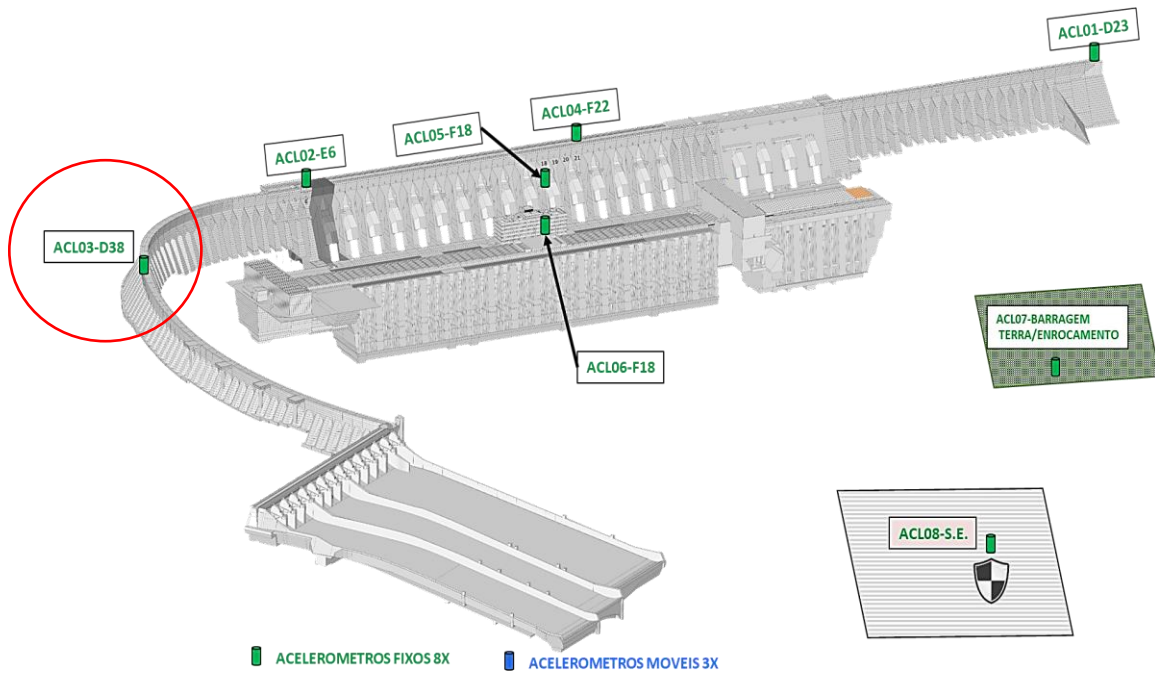 ACL01-D23
ACL04-F22
ACL05-F18
ACL02-E6
18 19 20 21
ACL03-D38
ACL07-BARRAGEM
TERRA/ENROCAMENTO
ACL06-F18
ACL08-S.E.
ACELEROMETROS FIXOS 8X
ACELEROMETROS MOVEIS 3X